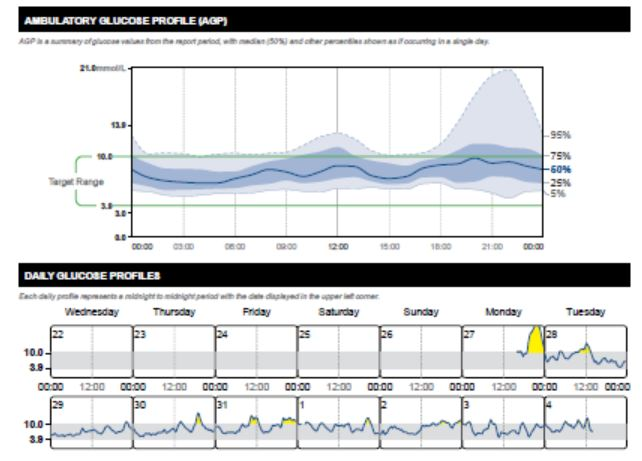 AMBULATORY GLUCOSE PROFILE (AGP)
AGP is a summary of glucose values from the report period, with median (50%) and other percentiles shown as if occurring in a single day.
21.0 mmol/L
13.9
10.0
Target Range
3.9
3.0
0.0
95%
75%
50%
25%
5%
00:00 03:00 06:00 09:00 12:00 15:00 18:00 21:00 00:00
DAILY GLUCOSE PROFILES
Each daily profile represents a midnight to midnight period with the date displayed in the upper left corner.
Wednesday Thursday Friday Saturday Sunday Monday Tuesday
22 23 24 25 26 27 28
10.0
3.9
00:00 12:00 00:00 12:00 00:00 12:00 00:00 12:00 00:00 12:00 00:00 12:00 00:00 12:00 00:00
29 30 31 1 2 3 4
10.0
3.9